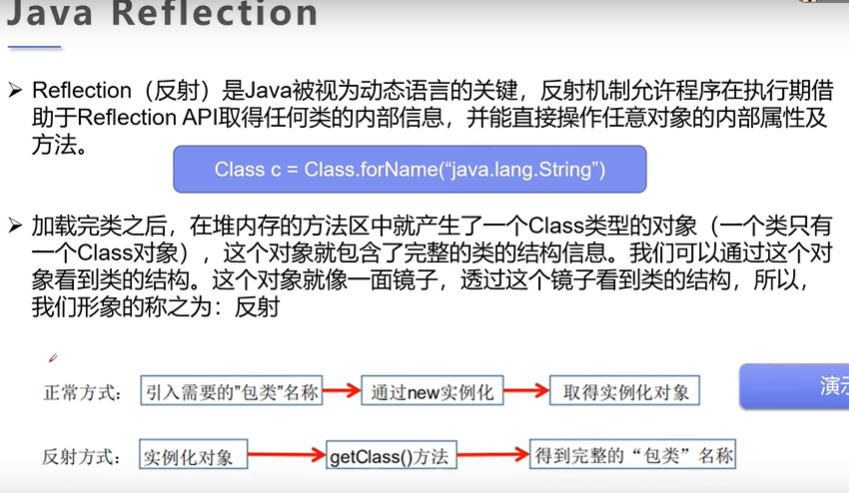 Java Reflection
➢ Reflection（反射）是Java被视为动态语言的关键，反射机制允许程序在执行期借
助于Reflection API取得任何类的内部信息，并能直接操作任意对象的内部属性及
方法。
Class c = Class.forName(“java.lang.String”)
➢ 加载完类之后，在堆内存的方法区中就产生了一个Class类型的对象（一个类只有
一个Class对象），这个对象就包含了完整的类的结构信息。我们可以通过这个对
象看到类的结构。这个对象就像一面镜子，透过这个镜子看到类的结构，所以，
我们形象的称之为：反射
正常方式： 引入需要的"包类"名称 通过new实例化 取得实例化对象
演示
反射方式： 实例化对象 getClass()方法 得到完整的“包类”名称